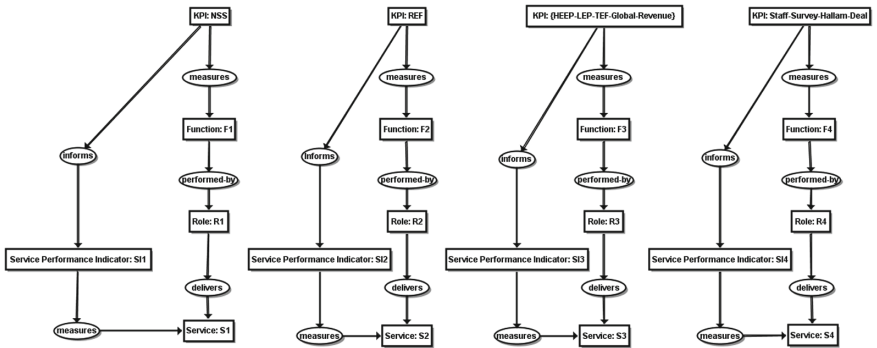 KPI: NSS
measures
Function: F1
informs
performed-by
Role: R1
Service Performance Indicator: SI1
delivers
measures
Service: S1
KPI: REF
measures
Function: F2
informs
performed-by
Role: R2
Service Performance Indicator: SI2
delivers
measures
Service: S2
KPI: (HEEP-LEP-TEF-Global-Revenue)
measures
Function: F3
informs
performed-by
Role: R3
Service Performance Indicator: SI3
delivers
measures
Service: S3
KPI: Staff-Survey-Hallam-Deal
measures
Function: F4
informs
performed-by
Role: R4
Service Performance Indicator: SI4
delivers
measures
Service: S4